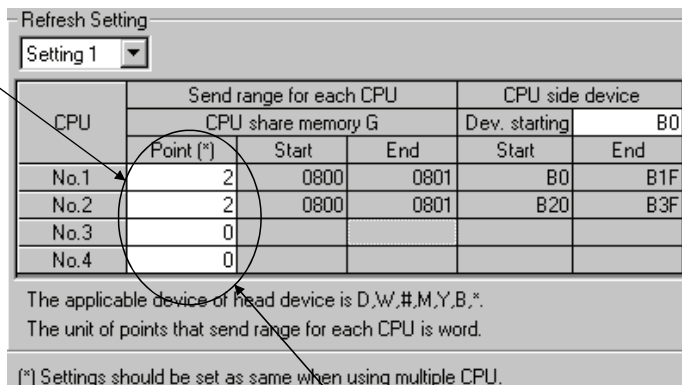 Refresh Setting
Setting 1
CPU Send range for each CPU CPU side device
CPU share memory G Dev. starting B0
Point (*) Start End Start End
No.1 2 0800 0801 B0 B1F
No.2 2 0800 0801 B20 B3F
No.3 0
No.4 0
The applicable device of head device is D,W,#,M,Y,B,*.
The unit of points that send range for each CPU is word.
(*) Settings should be set as same when using multiple CPU.